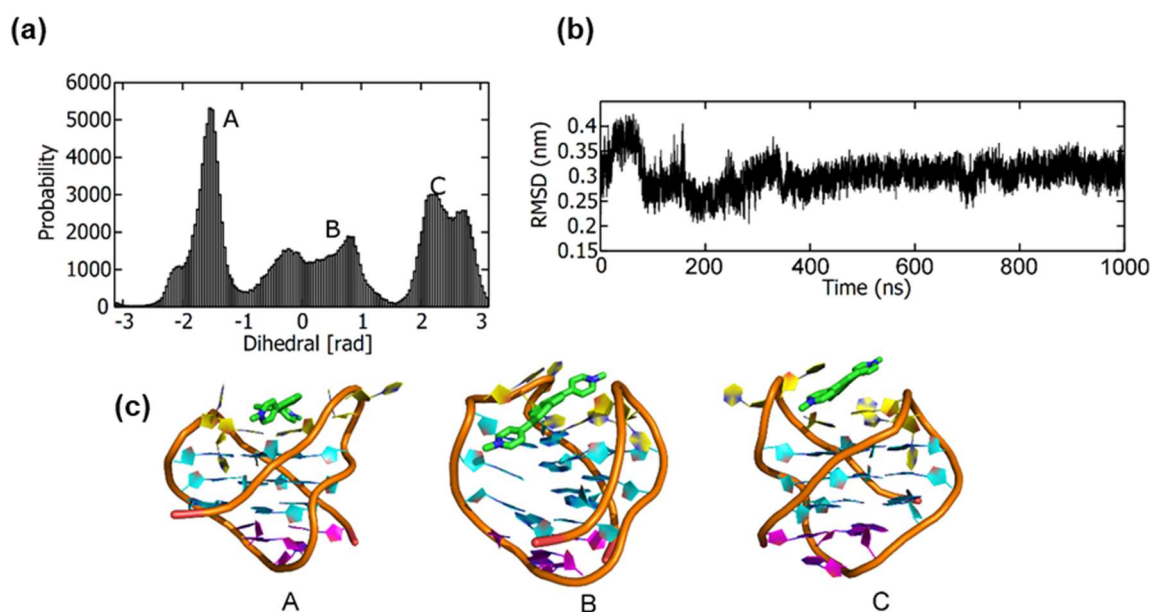 (a)
6000
5000
4000
3000
2000
1000
0
Probability
A
B
C
-3 -2 -1 0 1 2 3
Dihedral [rad]
(b)
0.4
0.35
0.3
0.25
0.2
0.15
RMSD (nm)
0 200 400 600 800 1000
Time (ns)
(c)
A B C